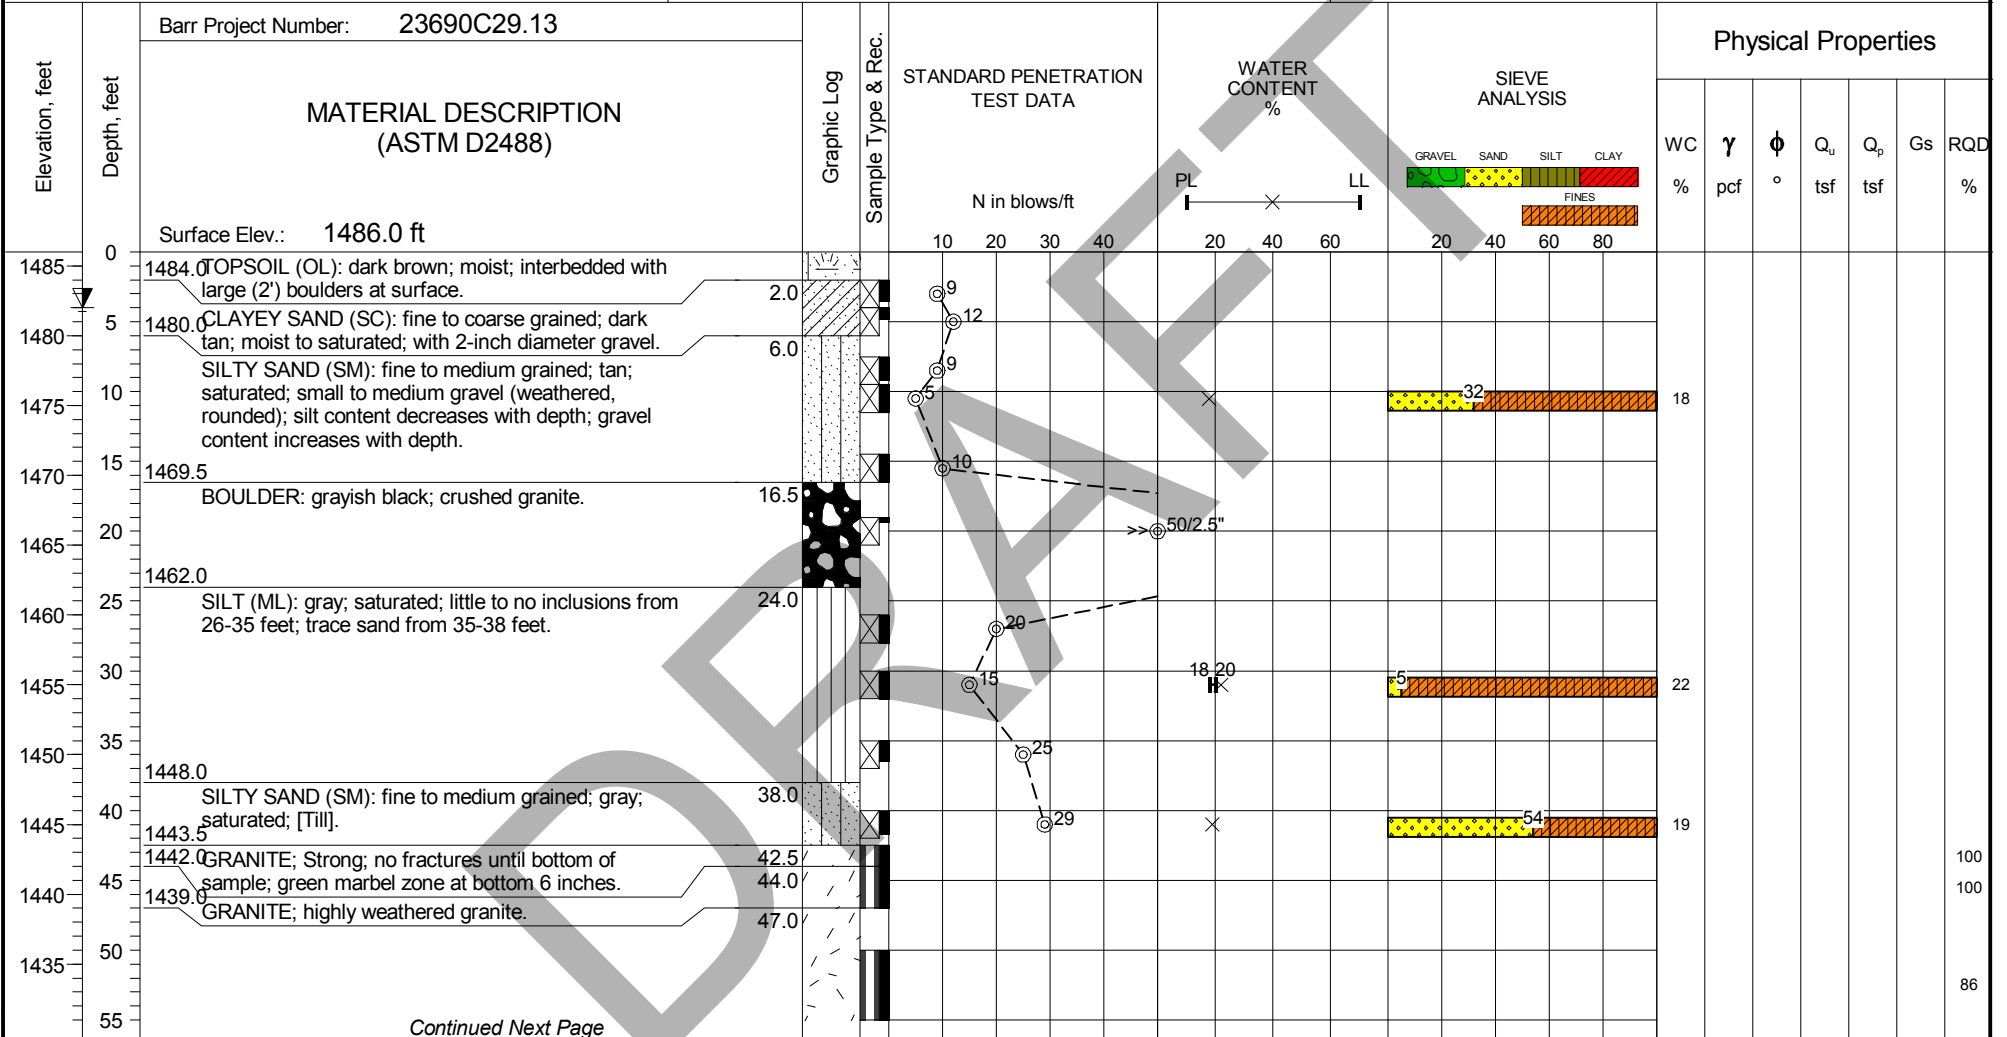 Barr Project Number: 23690C29.13
Physical Properties
Elevation, feet
Depth, feet
MATERIAL DESCRIPTION
(ASTM D2488)
Graphic Log
Sample Type & Rec.
STANDARD PENETRATION
TEST DATA
N in blows/ft
WATER
CONTENT
%
PL LL
SIEVE
ANALYSIS
GRAVEL SAND SILT CLAY
FINES
WC γ ϕ Qu Qp Gs RQD
% pcf ° tsf tsf %
Surface Elev.: 1486.0 ft
10 20 30 40 20 40 60 20 40 60 80
0
1485
1484.0
TOPSOIL (OL): dark brown; moist; interbedded with
large (2') boulders at surface.
2.0
9
5
1480.0
CLAYEY SAND (SC): fine to coarse grained; dark
12
1480
tan; moist to saturated; with 2-inch diameter gravel.
6.0
SILTY SAND (SM): fine to medium grained; tan;
9
10
saturated; small to medium gravel (weathered,
5
32
1475
18
rounded); silt content decreases with depth; gravel
content increases with depth.
15
10
1469.5
1470
BOULDER: grayish black; crushed granite.
16.5
20
50/2.5"
>>
1465
1462.0
25
SILT (ML): gray; saturated; little to no inclusions from
24.0
1460
26-35 feet; trace sand from 35-38 feet.
20
30
15
18 20
5
1455
22
35
25
1450
1448.0
SILTY SAND (SM): fine to medium grained; gray;
38.0
40
saturated; [Till].
29
54
1445
19
1443.5
1442.0
GRANITE; Strong; no fractures until bottom of
42.5
100
45
sample; green marbel zone at bottom 6 inches.
44.0
100
1440
1439.0
GRANITE; highly weathered granite.
47.0
50
1435
86
55
Continued Next Page
DRAFT